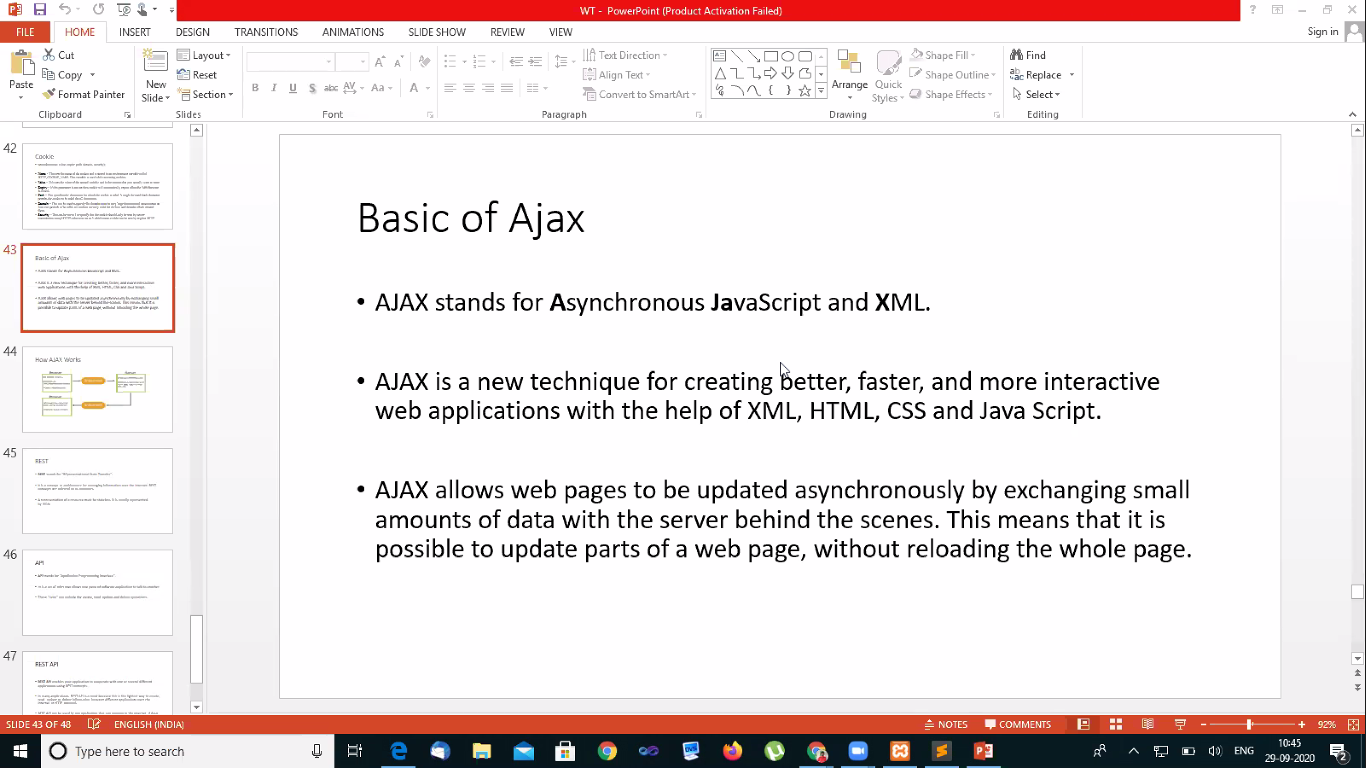 WT - PowerPoint (Product Activation Failed)
FILE HOME INSERT DESIGN TRANSITIONS ANIMATIONS SLIDE SHOW REVIEW VIEW Sign in
Paste
Cut
Copy
Format Painter
Clipboard
New
Slide
Layout
Reset
Section
Slides
Font
Text Direction
Align Text
Convert to SmartArt
Paragraph
Arrange
Quick
Styles
Shape Fill
Shape Outline
Shape Effects
Drawing
Find
Replace
Select
Editing
42
Cookie
43
Basic of Ajax
44
How AJAX Works
45
REST
46
API
47
REST API
Basic of Ajax
• AJAX stands for Asynchronous JavaScript and XML.
• AJAX is a new technique for creating better, faster, and more interactive
web applications with the help of XML, HTML, CSS and Java Script.
• AJAX allows web pages to be updated asynchronously by exchanging small
amounts of data with the server behind the scenes. This means that it is
possible to update parts of a web page, without reloading the whole page.
SLIDE 43 OF 48 ENGLISH (INDIA) NOTES COMMENTS 92%
Type here to search
ENG
10:45
29-09-2020
2